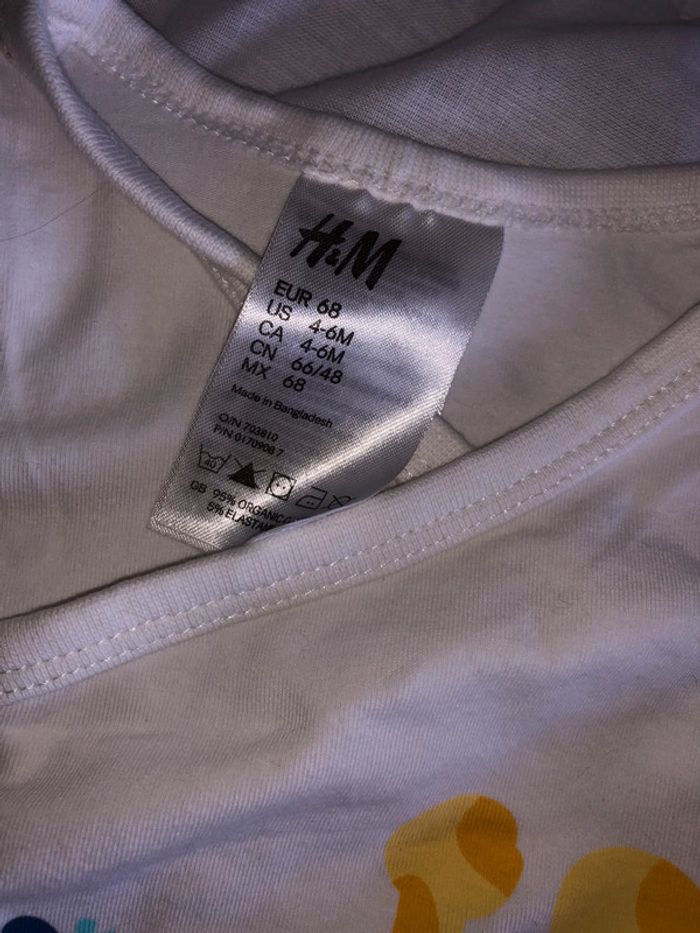 H&M
EUR 68
US 4-6M
CA 4-6M
CN 66/48
MX 68
Made in Bangladesh
O/N 703810
P/N 0170908 7
40
GB 95% ORGANIC
5% ELASTA